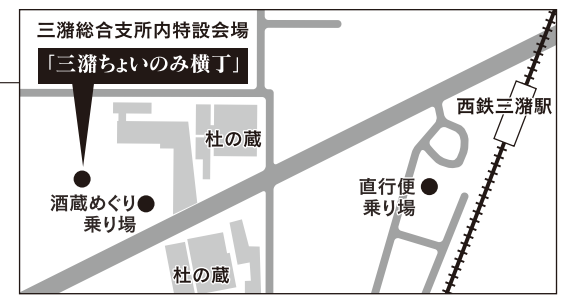 三潴総合支所内特設会場
「三潴ちょいのみ横丁」
西鉄三潴駅
杜の蔵
直行便
乗り場
酒蔵めぐり
乗り場
杜の蔵